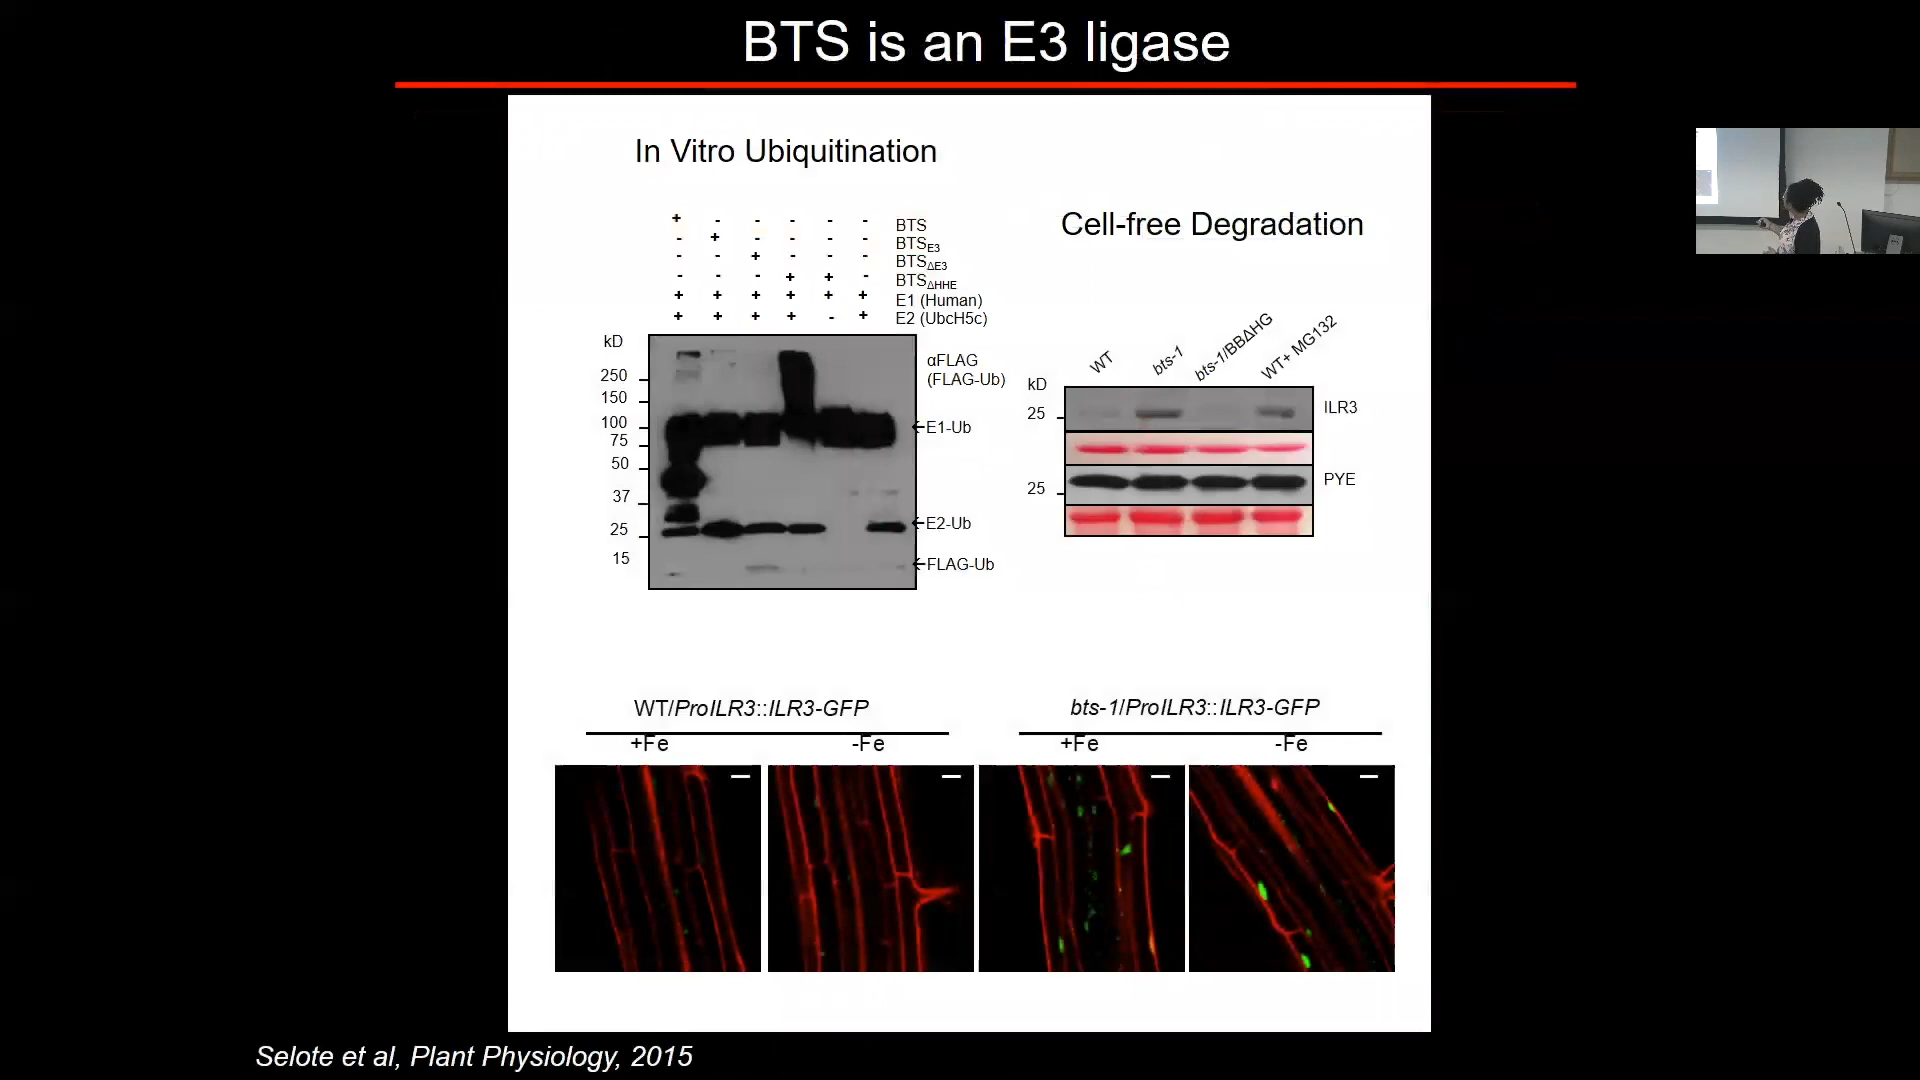 BTS is an E3 ligase
In Vitro Ubiquitination
+ - - - - - BTS
- + - - - - BTSE3
- - + - - - BTSΔE3
- - - + + - BTSΔHHE
+ + + + + + E1 (Human)
+ + + + - + E2 (UbcH5c)
kD
250
150
100
75
50
37
25
15
αFLAG
(FLAG-Ub)
E1-Ub
E2-Ub
FLAG-Ub
Cell-free Degradation
WT
bts-1
bts-1/BBΔHG
WT+ MG132
kD
25
ILR3
25
PYE
WT/ProILR3::ILR3-GFP
+Fe
-Fe
bts-1/ProILR3::ILR3-GFP
+Fe
-Fe
Selote et al, Plant Physiology, 2015